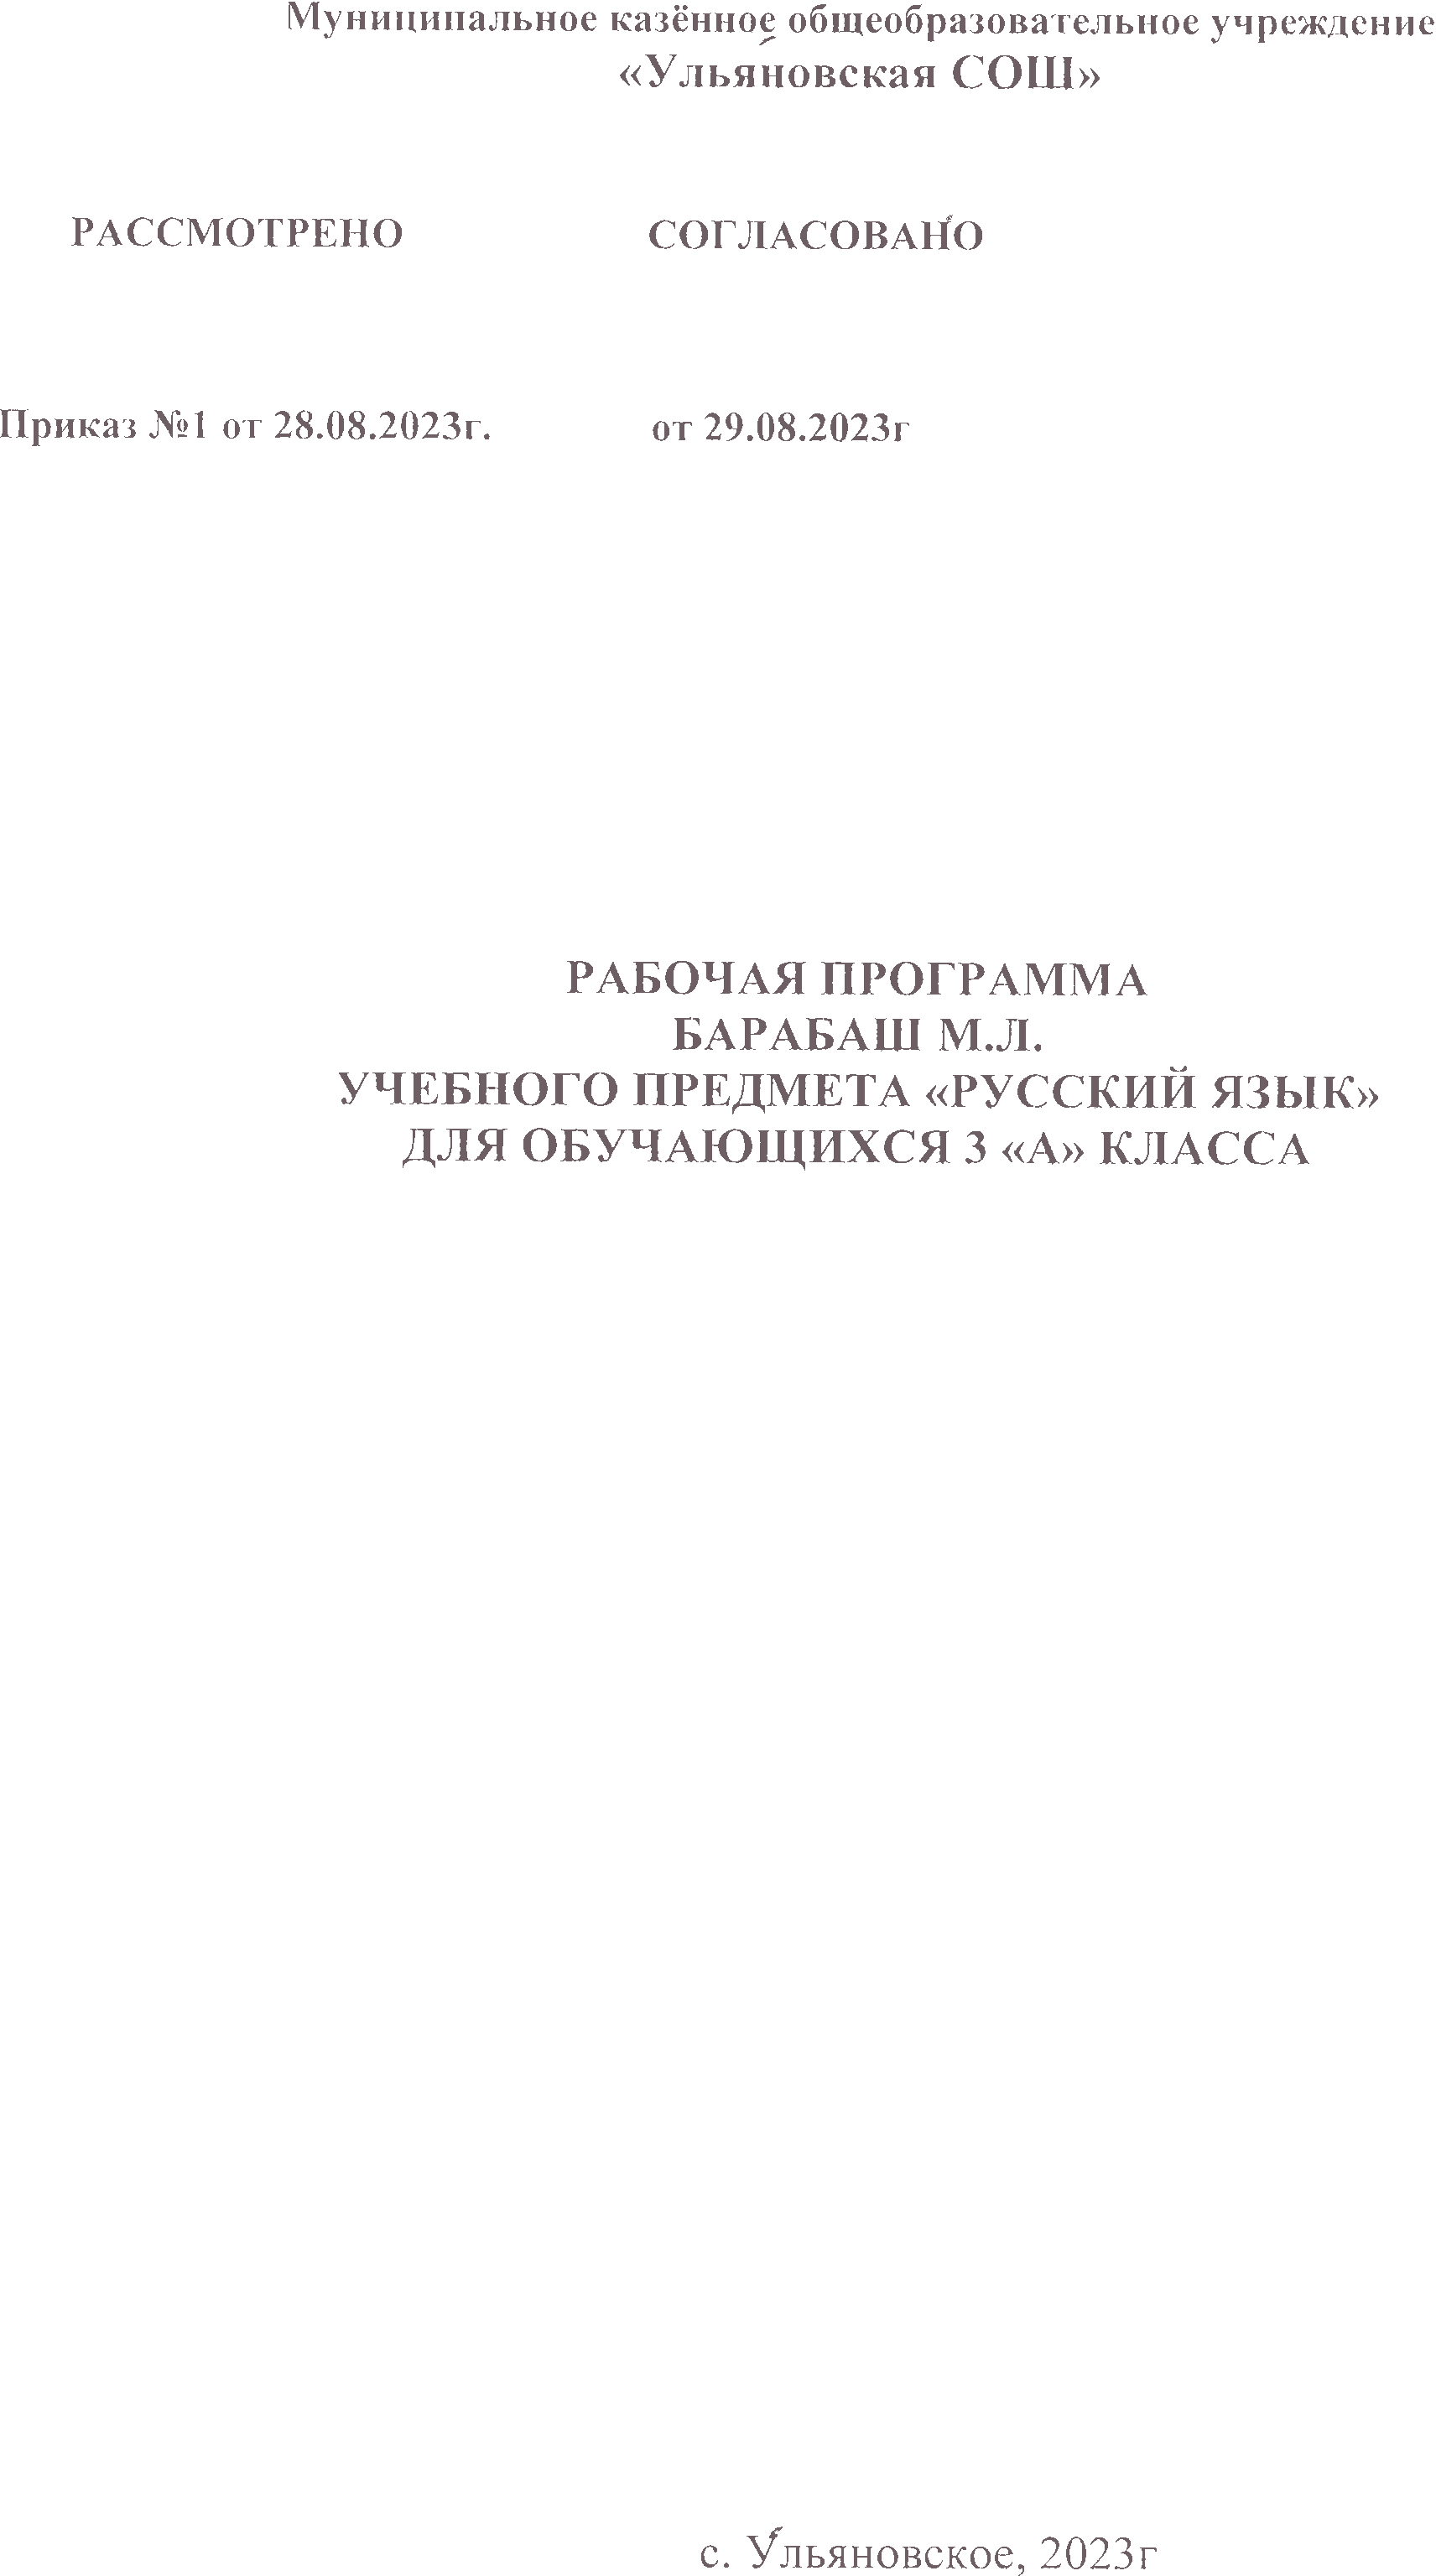 Муниципальное казённое общеобразовательное учреждение
«Ульяновская СОШ»
РАССМОТРЕНО СОГЛАСОВАНО
Приказ №1 от 28.08.2023г. от 29.08.2023г
РАБОЧАЯ ПРОГРАММА
БАРАБАШ М.Л.
УЧЕБНОГО ПРЕДМЕТА «РУССКИЙ ЯЗЫК»
ДЛЯ ОБУЧАЮЩИХСЯ 3 «А» КЛАССА
с. Ульяновское, 2023г